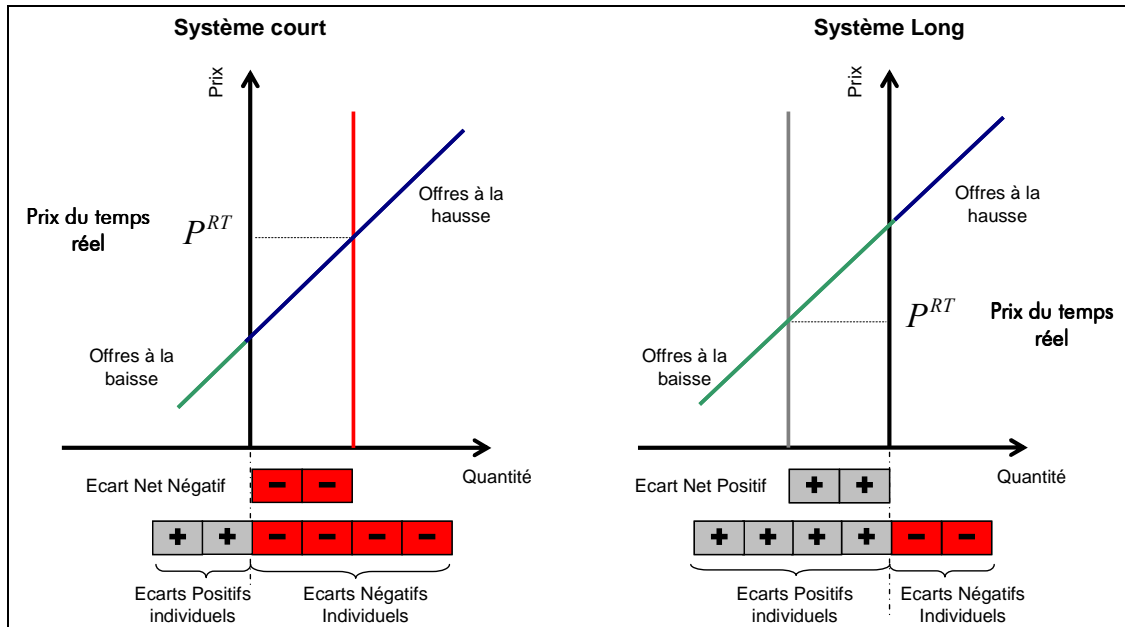 Système court
Prix
Prix du temps
réel
P^{RT}
Offres à la
hausse
Offres à la
baisse
Quantité
Ecart Net Négatif
- -
+ + - - - -
Ecarts Positifs
individuels
Ecarts Négatifs
Individuels
Système Long
Prix
Offres à la
hausse
P^{RT}
Prix du temps
réel
Offres à la
baisse
Quantité
Ecart Net Positif
+ +
+ + + + - -
Ecarts Positifs
individuels
Ecarts Négatifs
Individuels